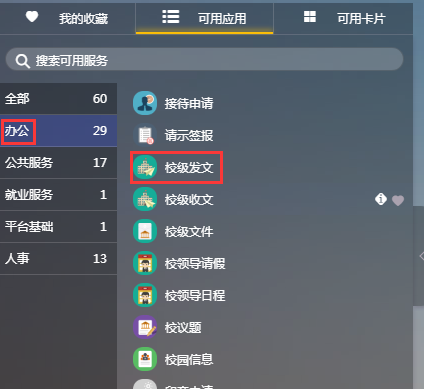 我的收藏 可用应用 可用卡片
搜索可用服务
全部 60
办公 29
公共服务 17
就业服务 1
平台基础 1
人事 13
接待申请
请示签报
校级发文
校级收文
校级文件
校领导请假
校领导日程
校议题
校园信息